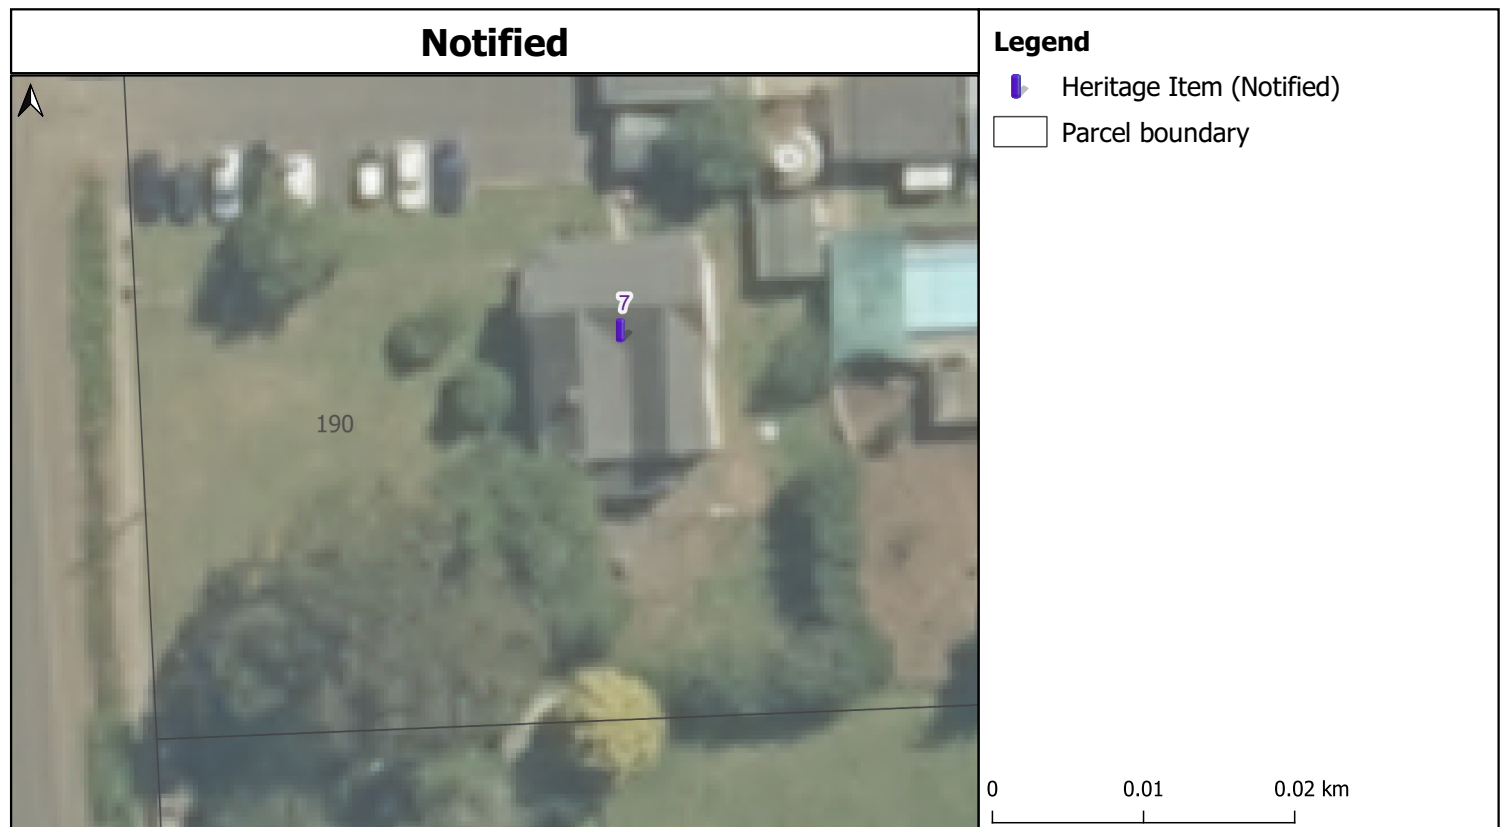 Notified
7
190
Legend
Heritage Item (Notified)
Parcel boundary
0 0.01 0.02 km